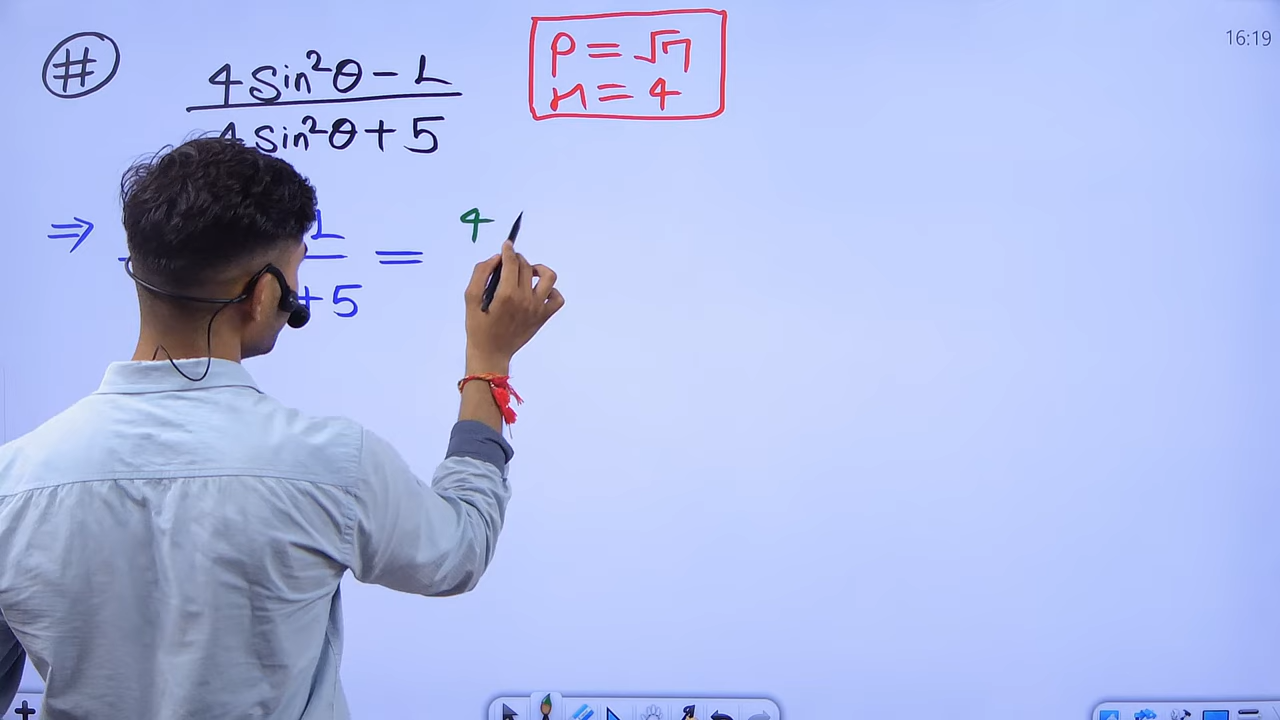 #
4 Sin²θ - 1
4 Sin²θ + 5
P = √7
H = 4
16:19
⇒ 1 = 4
+ 5